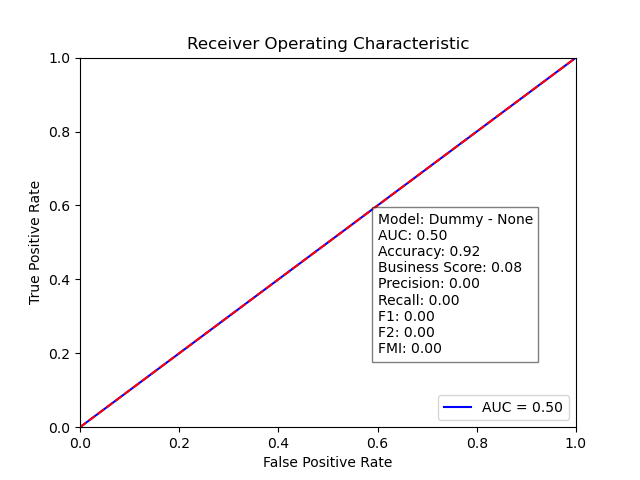 Receiver Operating Characteristic
1.0
0.8
0.6
0.4
0.2
0.0
True Positive Rate
Model: Dummy - None
AUC: 0.50
Accuracy: 0.92
Business Score: 0.08
Precision: 0.00
Recall: 0.00
F1: 0.00
F2: 0.00
FMI: 0.00
AUC = 0.50
0.0 0.2 0.4 0.6 0.8 1.0
False Positive Rate